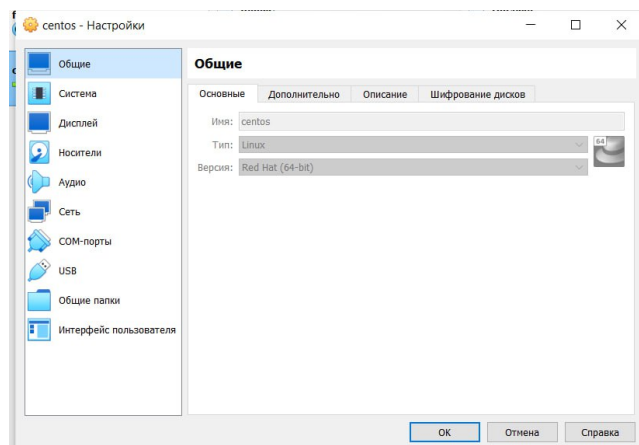 centos - Настройки
Общие
Система
Дисплей
Носители
Аудио
Сеть
COM-порты
USB
Общие папки
Интерфейс пользователя
Общие
Основные Дополнительно Описание Шифрование дисков
Имя: centos
Тип: Linux
64
Версия: Red Hat (64-bit)
OK Отмена Справка